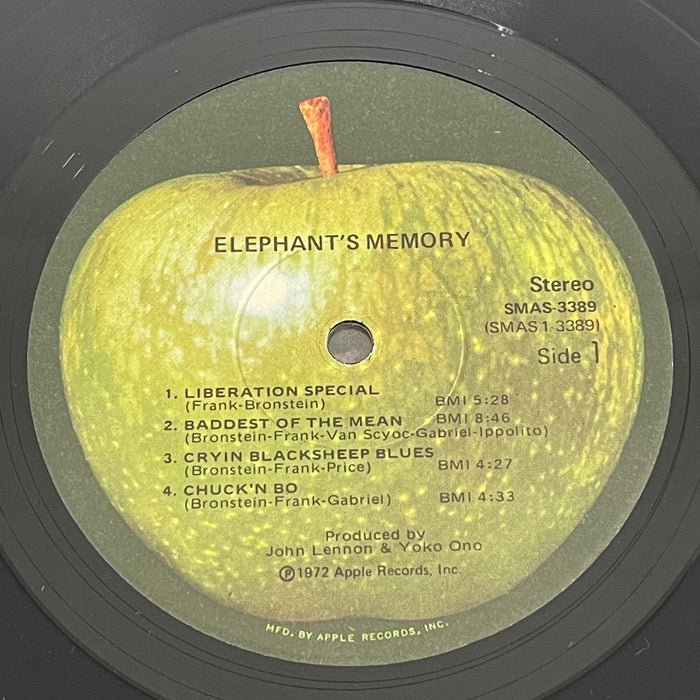 ELEPHANT'S MEMORY
Stereo
SMAS-3389
(SMAS 1-3389)
Side 1
1. LIBERATION SPECIAL BMI 5:28
(Frank-Bronstein)
2. BADDEST OF THE MEAN BMI 8:46
(Bronstein-Frank-Van Scyoc-Gabriel-Ippolito)
3. CRYIN BLACKSHEEP BLUES
(Bronstein-Frank-Price) BMI 4:27
4. CHUCK'N BO
(Bronstein-Frank-Gabriel) BMI 4:33
Produced by
John Lennon & Yoko Ono
Ⓟ1972 Apple Records, Inc.
MFD. BY APPLE RECORDS, INC.